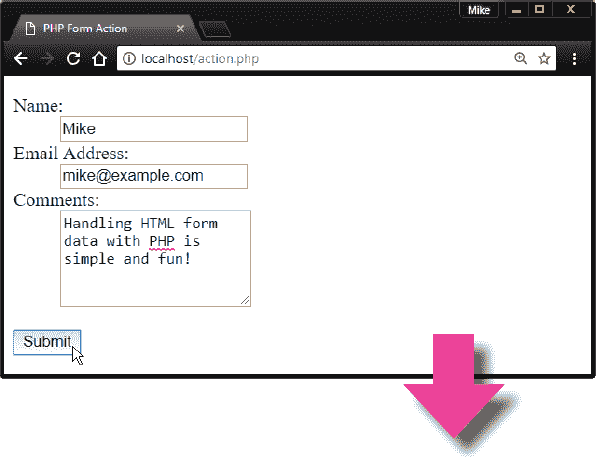 Mike
PHP Form Action
localhost/action.php
Name:
Mike
Email Address:
mike@example.com
Comments:
Handling HTML form
data with PHP is
simple and fun!
Submit